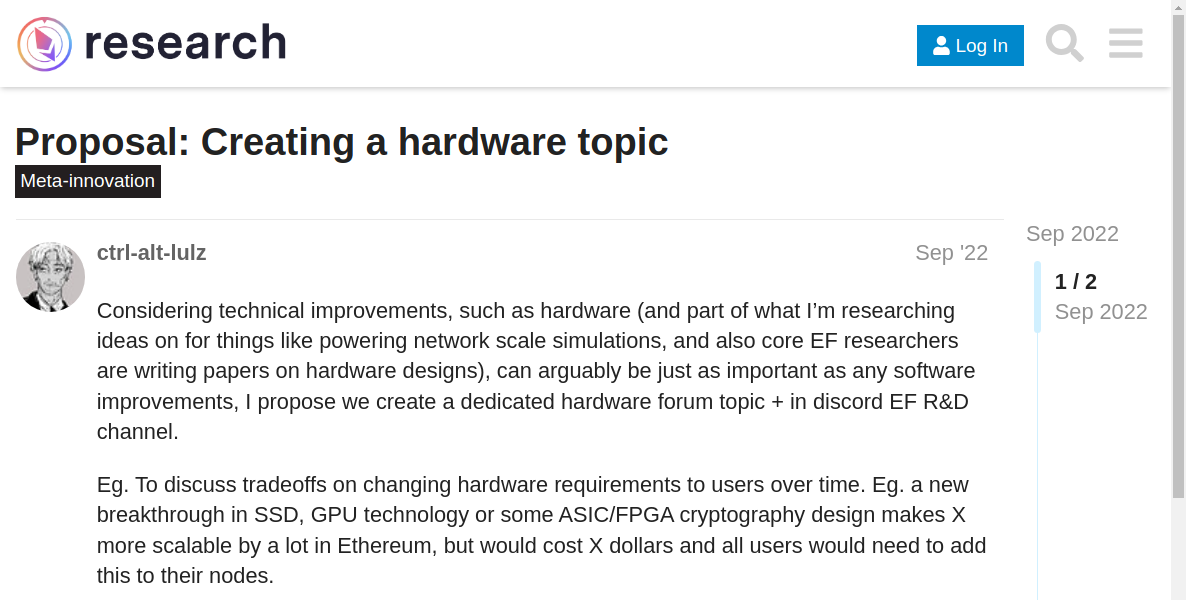 research
Log In
Proposal: Creating a hardware topic
Meta-innovation
ctrl-alt-lulz
Sep '22
Sep 2022
1 / 2
Sep 2022
Considering technical improvements, such as hardware (and part of what I’m researching
ideas on for things like powering network scale simulations, and also core EF researchers
are writing papers on hardware designs), can arguably be just as important as any software
improvements, I propose we create a dedicated hardware forum topic + in discord EF R&D
channel.
Eg. To discuss tradeoffs on changing hardware requirements to users over time. Eg. a new
breakthrough in SSD, GPU technology or some ASIC/FPGA cryptography design makes X
more scalable by a lot in Ethereum, but would cost X dollars and all users would need to add
this to their nodes.